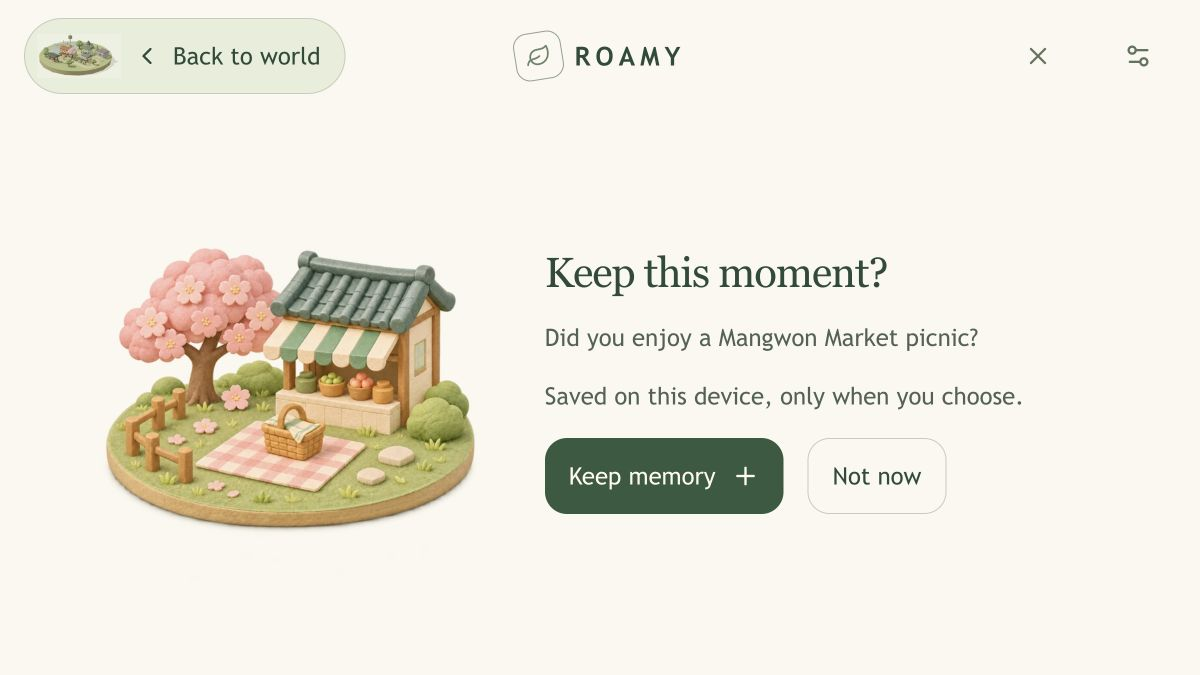 Back to world
ROAMY
Keep this moment?
Did you enjoy a Mangwon Market picnic?
Saved on this device, only when you choose.
Keep memory
Not now